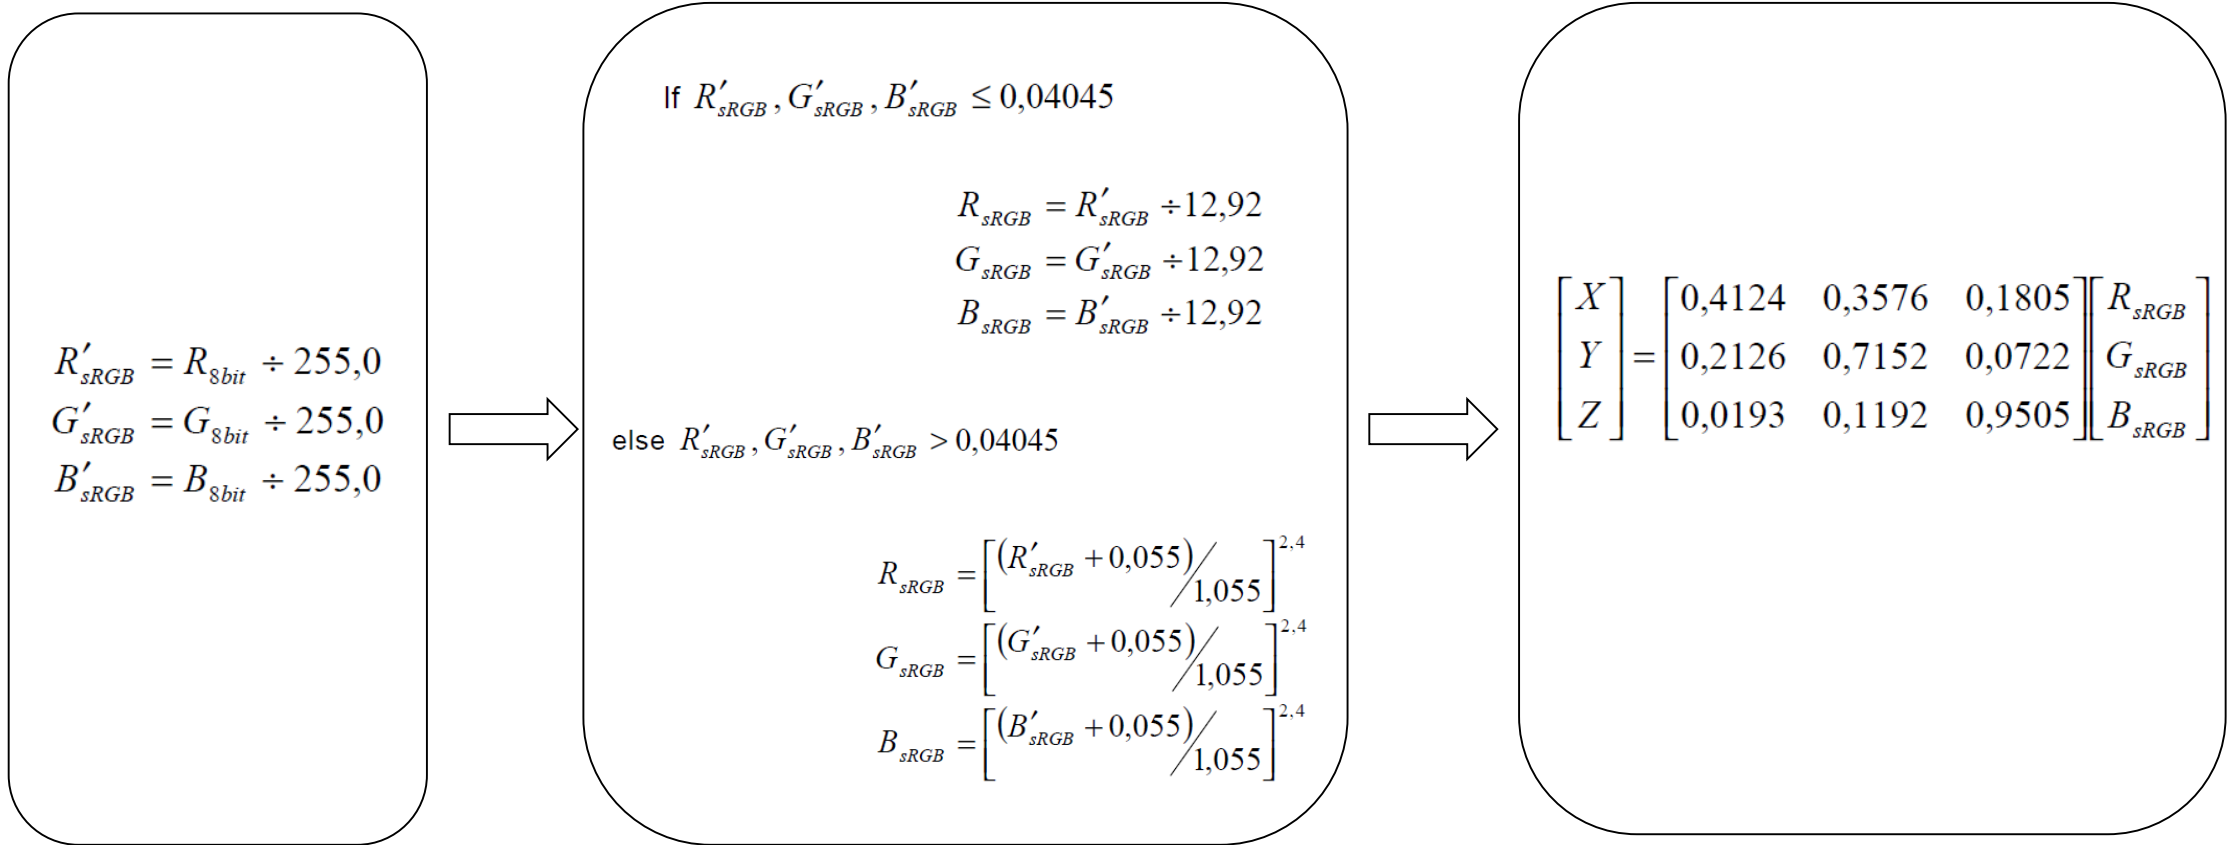 R′sRGB = R8bit ÷ 255,0
G′sRGB = G8bit ÷ 255,0
B′sRGB = B8bit ÷ 255,0
If R′sRGB , G′sRGB , B′sRGB ≤ 0,04045
RsRGB = R′sRGB ÷12,92
GsRGB = G′sRGB ÷12,92
BsRGB = B′sRGB ÷12,92
else R′sRGB , G′sRGB , B′sRGB > 0,04045
RsRGB = [(R′sRGB + 0,055)/1,055]^2,4
GsRGB = [(G′sRGB + 0,055)/1,055]^2,4
BsRGB = [(B′sRGB + 0,055)/1,055]^2,4
[X] [0,4124 0,3576 0,1805][RsRGB]
[Y] = [0,2126 0,7152 0,0722][GsRGB]
[Z] [0,0193 0,1192 0,9505][BsRGB]